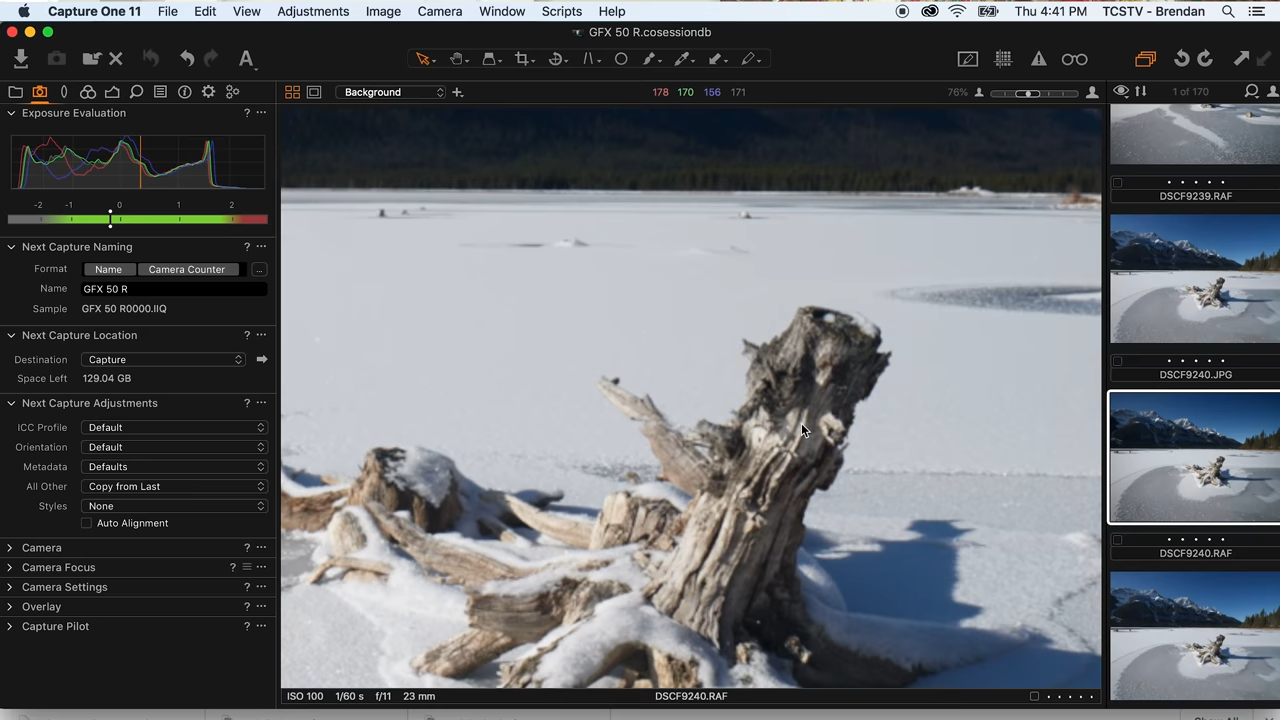 Capture One 11 File Edit View Adjustments Image Camera Window Scripts Help Thu 4:41 PM TCSTV - Brendan
GFX 50 R.cosessiondb
Background 178 170 156 171 76% 1 of 170
Exposure Evaluation ?
-2 -1 0 1 2
Next Capture Naming ?
Format Name Camera Counter ...
Name GFX 50 R
Sample GFX 50 R0000.IIQ
Next Capture Location ?
Destination Capture
Space Left 129.04 GB
Next Capture Adjustments ?
ICC Profile Default
Orientation Default
Metadata Defaults
All Other Copy from Last
Styles None
Auto Alignment
Camera ?
Camera Focus ?
Camera Settings ?
Overlay ?
Capture Pilot ?
ISO 100 1/60 s f/11 23 mm DSCF9240.RAF
DSCF9239.RAF
DSCF9240.JPG
DSCF9240.RAF